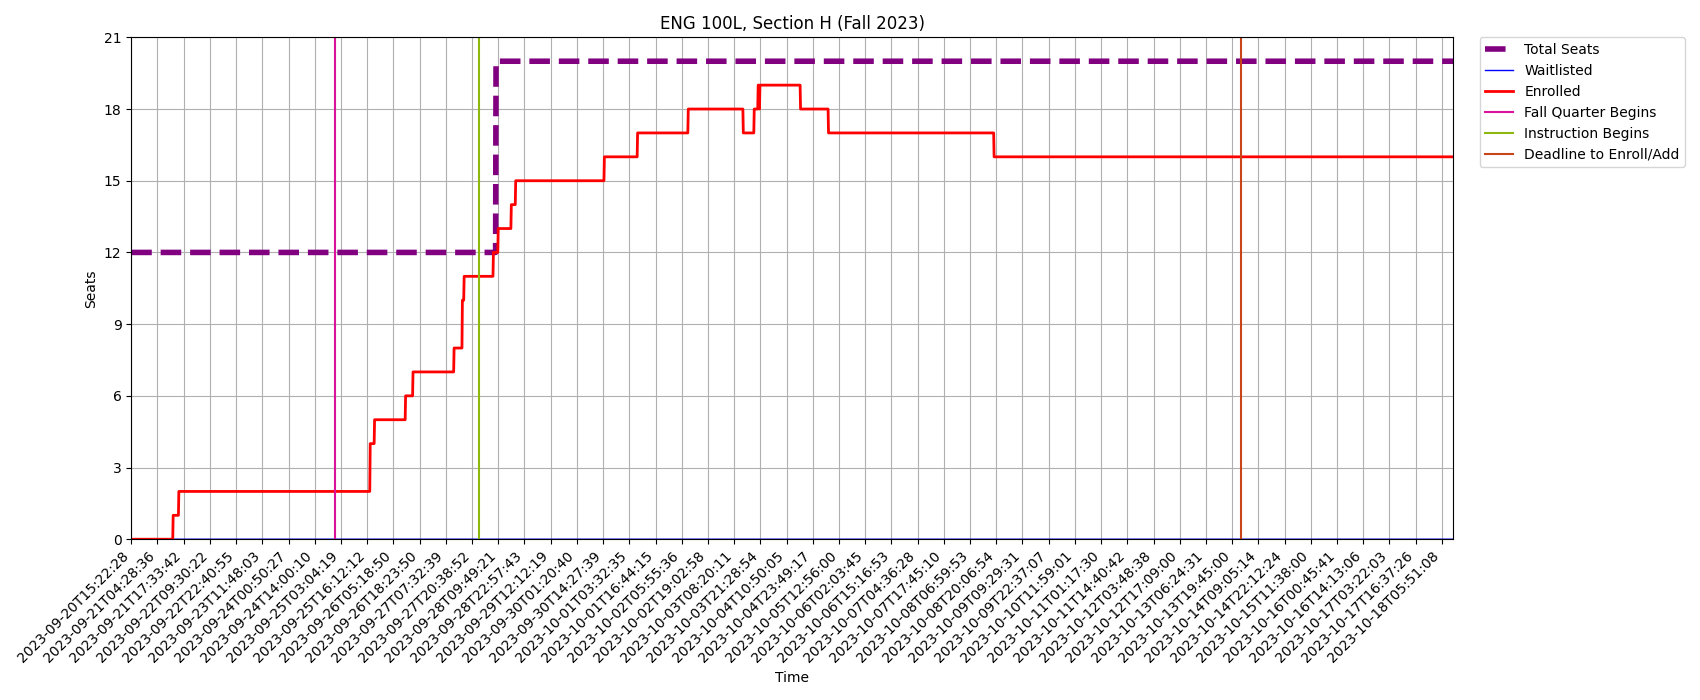 ENG 100L, Section H (Fall 2023)
21
18
15
12
9
6
3
0
Seats
2023-09-20T15:22:28
2023-09-21T04:28:36
2023-09-21T17:33:42
2023-09-22T09:30:22
2023-09-22T22:40:55
2023-09-23T11:48:03
2023-09-24T00:50:27
2023-09-24T14:00:10
2023-09-25T03:04:19
2023-09-25T16:12:12
2023-09-26T05:18:50
2023-09-26T18:23:50
2023-09-27T07:32:39
2023-09-27T20:38:52
2023-09-28T09:49:21
2023-09-28T22:57:43
2023-09-29T12:12:19
2023-09-30T01:20:40
2023-09-30T14:27:39
2023-10-01T03:32:35
2023-10-01T16:44:15
2023-10-02T05:55:36
2023-10-02T19:02:58
2023-10-03T08:20:11
2023-10-03T21:28:54
2023-10-04T10:50:05
2023-10-04T23:49:17
2023-10-05T12:56:00
2023-10-06T02:03:45
2023-10-06T15:16:53
2023-10-07T04:36:28
2023-10-07T17:45:10
2023-10-08T06:59:53
2023-10-08T20:06:54
2023-10-09T09:29:31
2023-10-09T22:37:07
2023-10-10T11:59:01
2023-10-11T01:17:30
2023-10-11T14:40:42
2023-10-12T03:48:38
2023-10-12T17:09:00
2023-10-13T06:24:31
2023-10-13T19:45:00
2023-10-14T09:05:14
2023-10-14T22:12:24
2023-10-15T11:38:00
2023-10-16T00:45:41
2023-10-16T14:13:06
2023-10-17T03:22:03
2023-10-17T16:37:26
2023-10-18T05:51:08
Time
Total Seats
Waitlisted
Enrolled
Fall Quarter Begins
Instruction Begins
Deadline to Enroll/Add